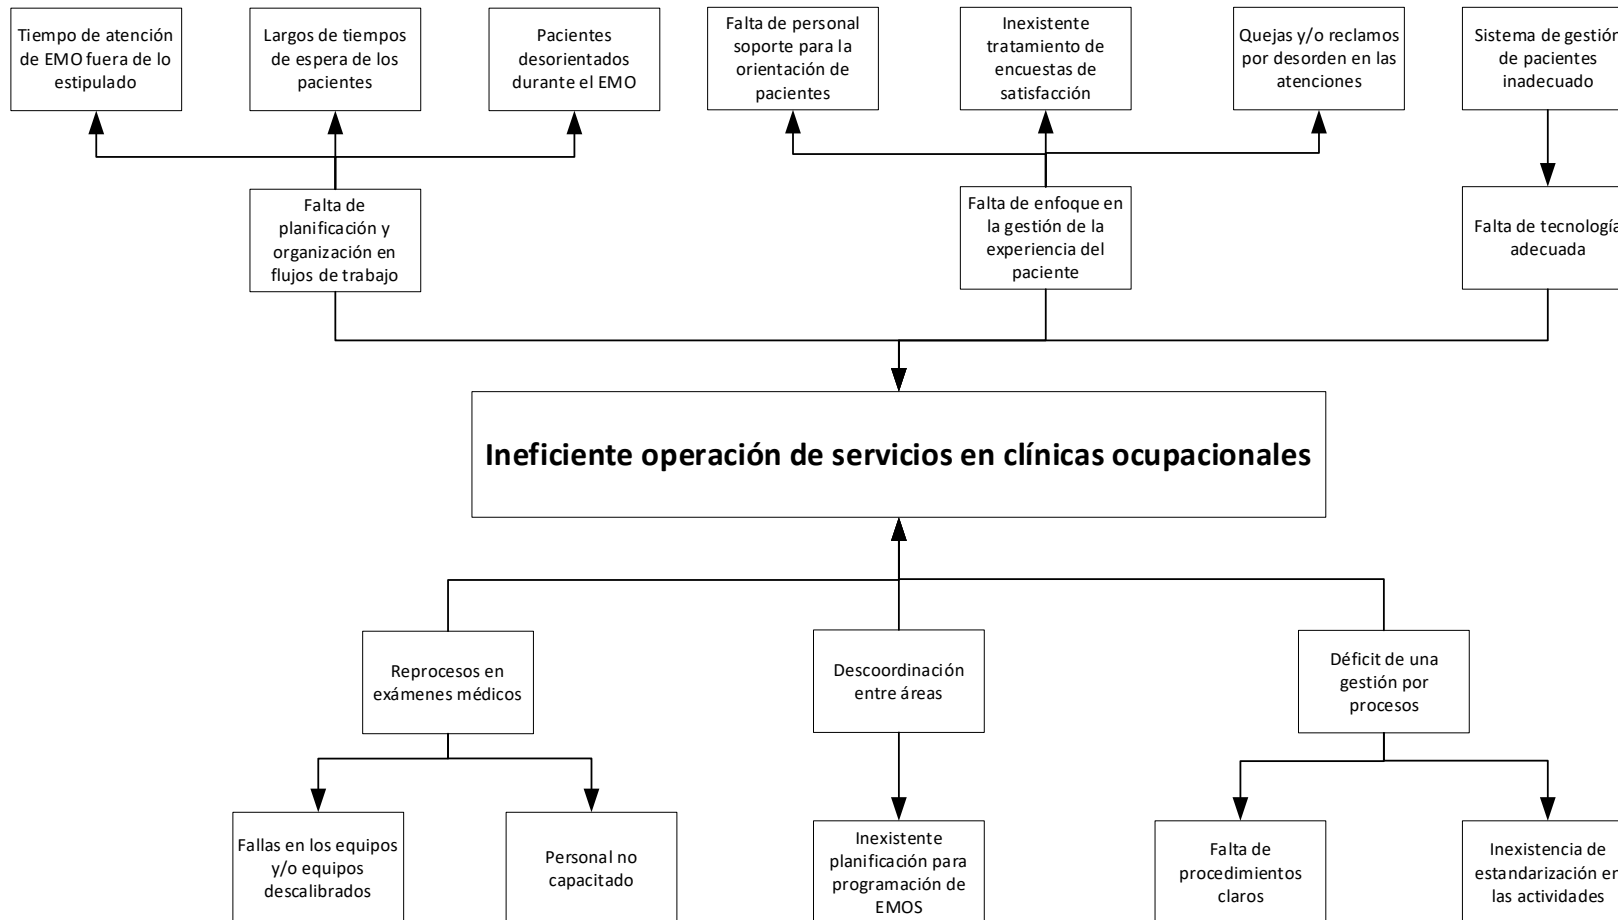 Tiempo de atención
de EMO fuera de lo
estipulado
Largos de tiempos
de espera de los
pacientes
Pacientes
desorientados
durante el EMO
Falta de personal
soporte para la
orientación de
pacientes
Inexistente
tratamiento de
encuestas de
satisfacción
Quejas y/o reclamos
por desorden en las
atenciones
Sistema de gestión
de pacientes
inadecuado
Falta de
planificación y
organización en
flujos de trabajo
Falta de enfoque en
la gestión de la
experiencia del
paciente
Falta de tecnología
adecuada
Ineficiente operación de servicios en clínicas ocupacionales
Reprocesos en
exámenes médicos
Descoordinación
entre áreas
Déficit de una
gestión por
procesos
Fallas en los equipos
y/o equipos
descalibrados
Personal no
capacitado
Inexistente
planificación para
programación de
EMOS
Falta de
procedimientos
claros
Inexistencia de
estandarización en
las actividades